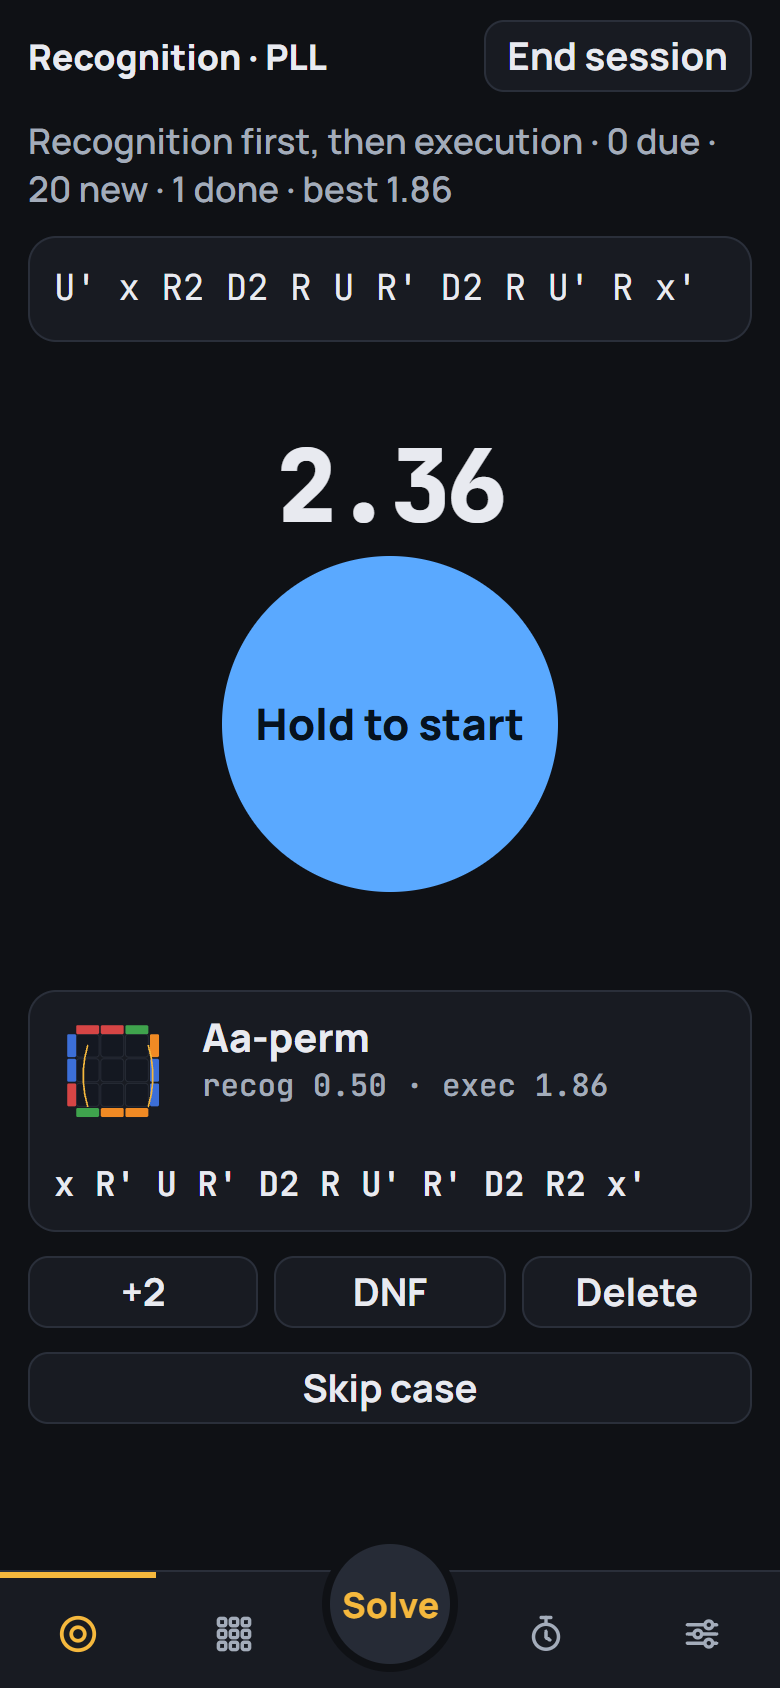 Recognition · PLL
End session
Recognition first, then execution · 0 due ·
20 new · 1 done · best 1.86
U' x R2 D2 R U R' D2 R U' R x'
2.36
Hold to start
Aa-perm
recog 0.50 · exec 1.86
x R' U R' D2 R U' R' D2 R2 x'
+2
DNF
Delete
Skip case
Solve